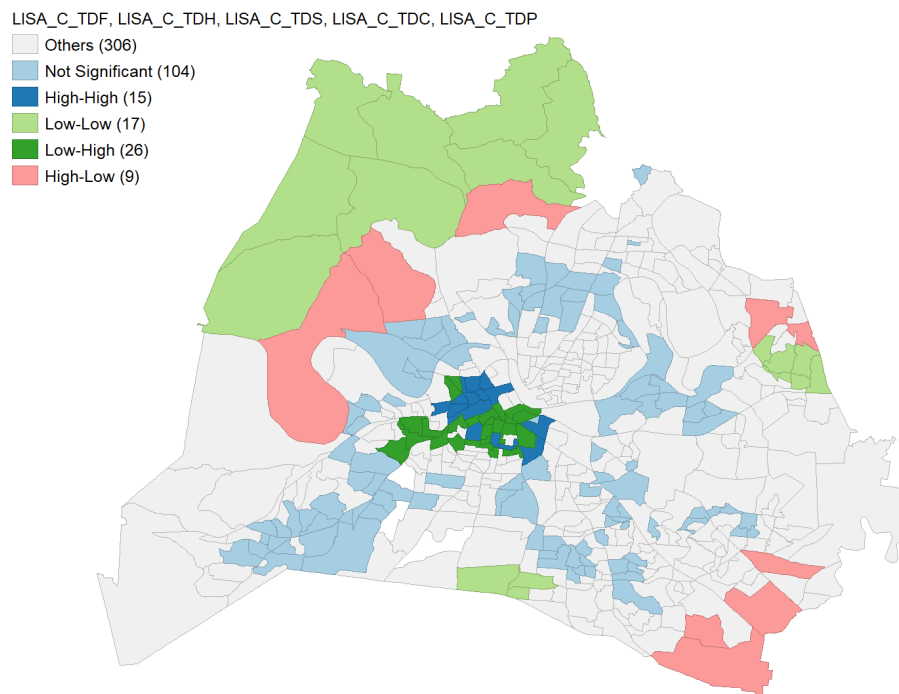 LISA_C_TDF, LISA_C_TDH, LISA_C_TDS, LISA_C_TDC, LISA_C_TDP
Others (306)
Not Significant (104)
High-High (15)
Low-Low (17)
Low-High (26)
High-Low (9)